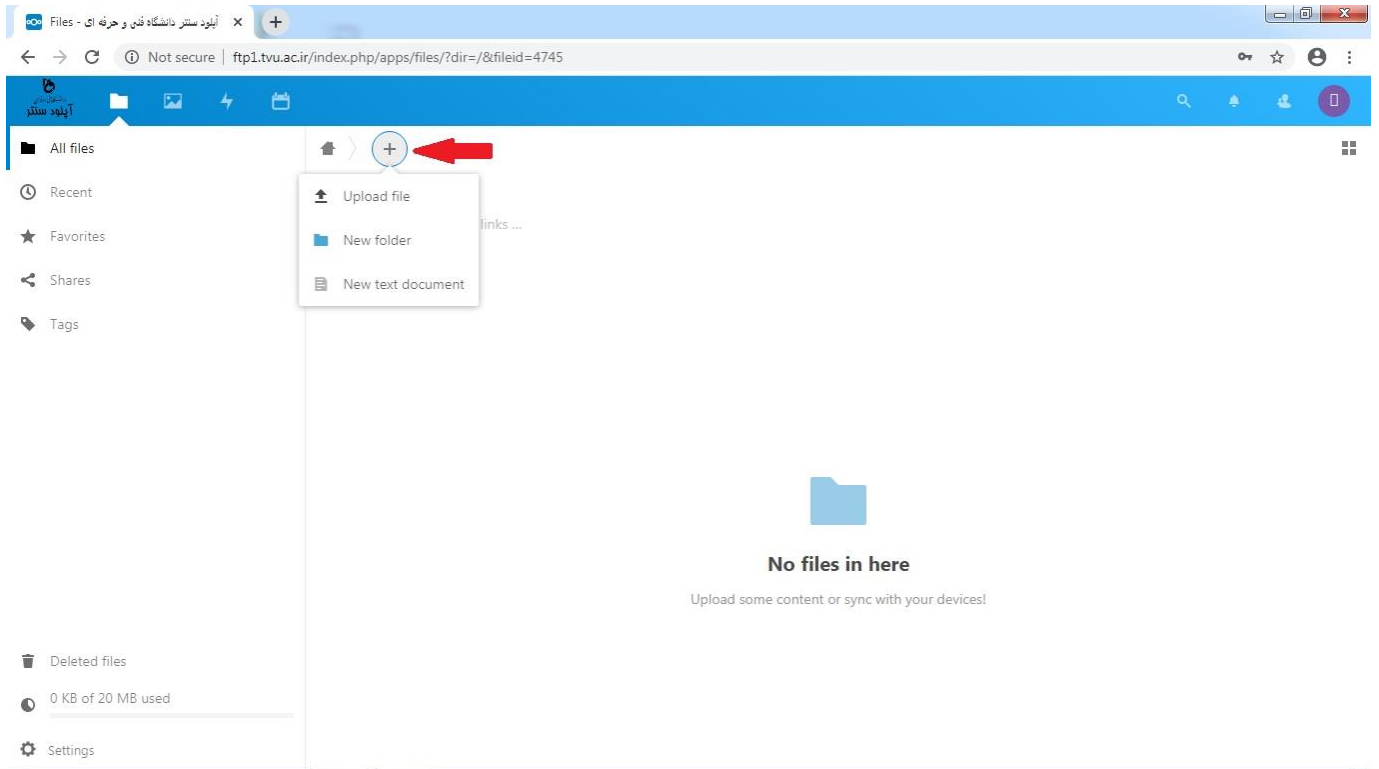 Files - آپلود سنتر دانشگاه فنی و حرفه ای
Not secure | ftp1.tvu.ac.ir/index.php/apps/files/?dir=/&fileid=4745
آپلود سنتر
All files
Recent
Favorites
Shares
Tags
Upload file
links ...
New folder
New text document
No files in here
Upload some content or sync with your devices!
Deleted files
0 KB of 20 MB used
Settings